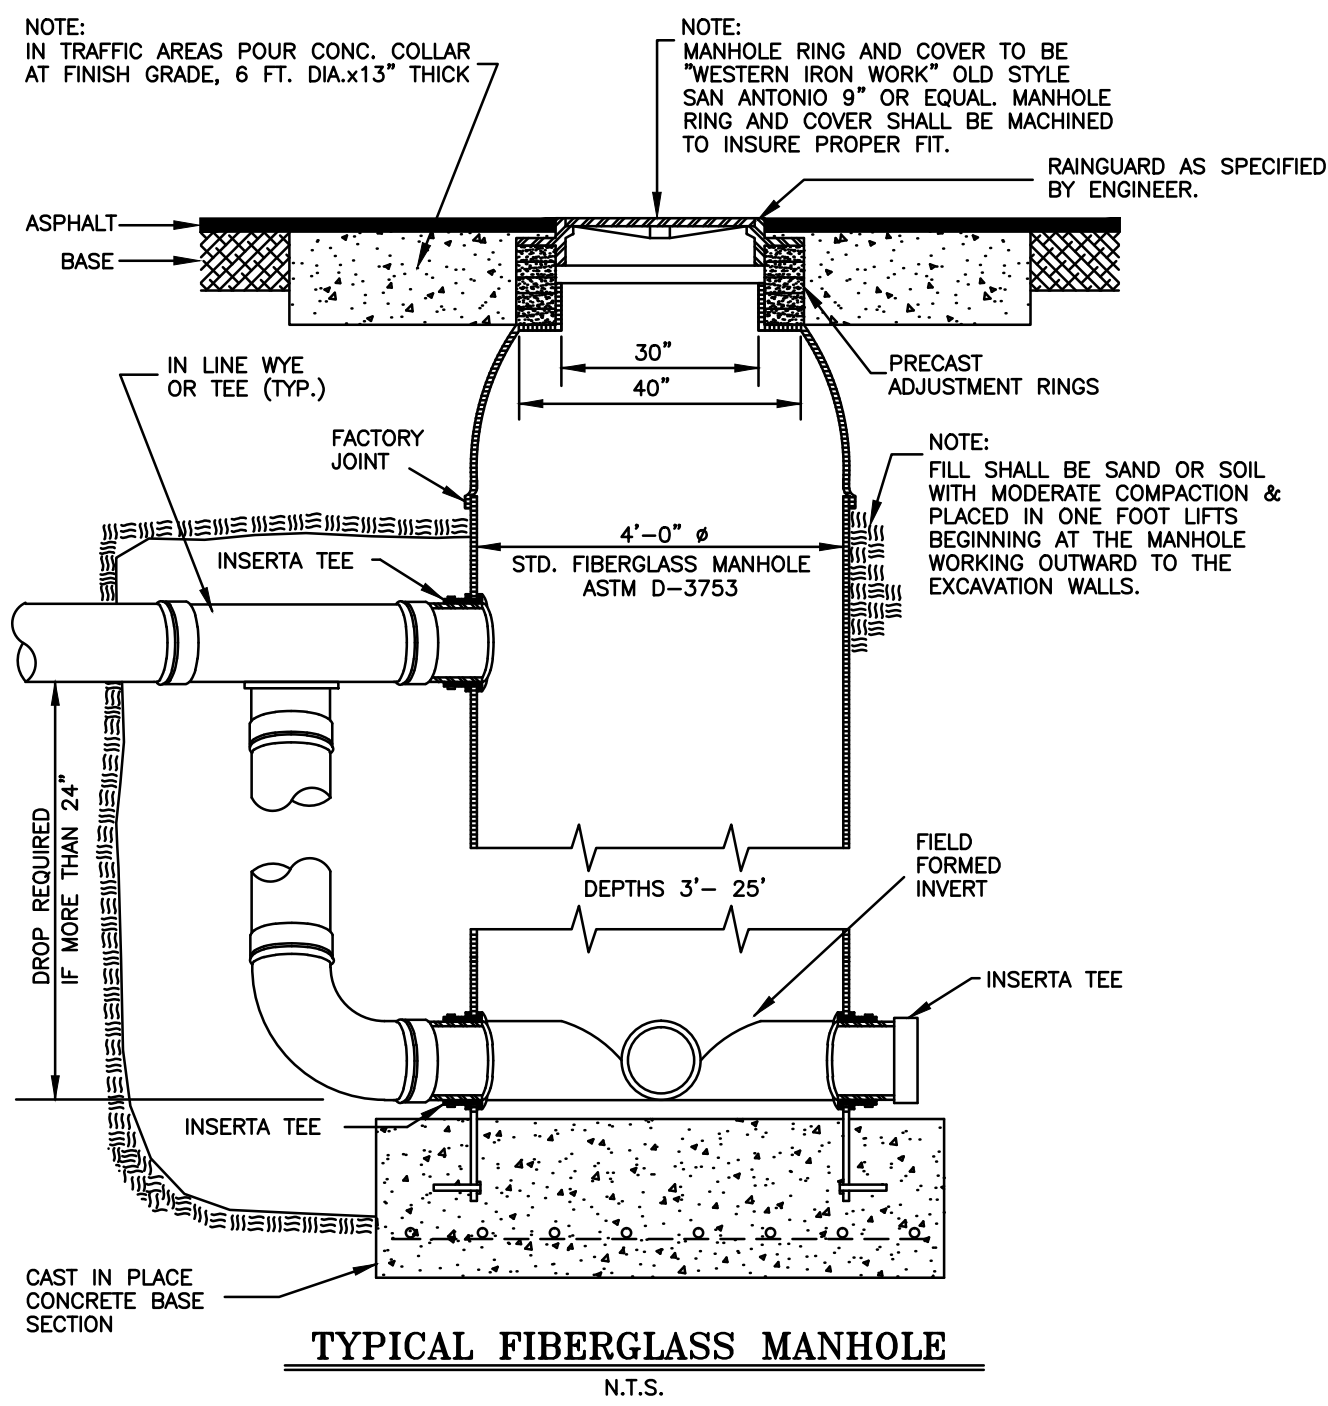 NOTE:
IN TRAFFIC AREAS POUR CONC. COLLAR
AT FINISH GRADE, 6 FT. DIA.x13" THICK
NOTE:
MANHOLE RING AND COVER TO BE
"WESTERN IRON WORK" OLD STYLE
SAN ANTONIO 9" OR EQUAL. MANHOLE
RING AND COVER SHALL BE MACHINED
TO INSURE PROPER FIT.
RAINGUARD AS SPECIFIED
BY ENGINEER.
ASPHALT
BASE
IN LINE WYE
OR TEE (TYP.)
30"
40"
PRECAST
ADJUSTMENT RINGS
FACTORY
JOINT
NOTE:
FILL SHALL BE SAND OR SOIL
WITH MODERATE COMPACTION &
PLACED IN ONE FOOT LIFTS
BEGINNING AT THE MANHOLE
WORKING OUTWARD TO THE
EXCAVATION WALLS.
INSERTA TEE
4'-0" ø
STD. FIBERGLASS MANHOLE
ASTM D-3753
DROP REQUIRED
IF MORE THAN 24"
DEPTHS 3'- 25'
FIELD
FORMED
INVERT
INSERTA TEE
INSERTA TEE
CAST IN PLACE
CONCRETE BASE
SECTION
TYPICAL FIBERGLASS MANHOLE
N.T.S.